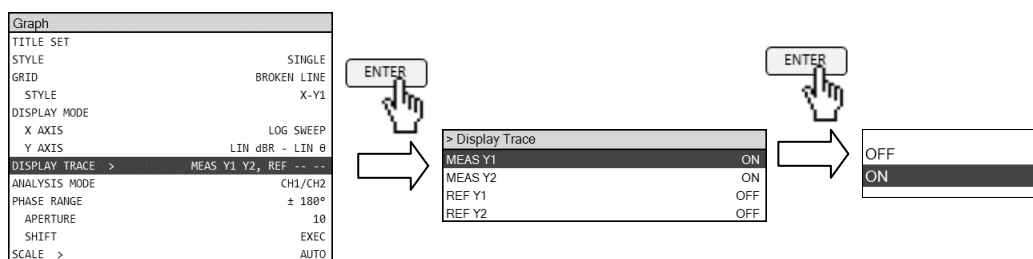 Graph
TITLE SET
STYLE SINGLE
GRID BROKEN LINE
STYLE X-Y1
DISPLAY MODE
X AXIS LOG SWEEP
Y AXIS LIN dBR - LIN θ
DISPLAY TRACE > MEAS Y1 Y2, REF -- --
ANALYSIS MODE CH1/CH2
PHASE RANGE ± 180°
APERTURE 10
SHIFT EXEC
SCALE > AUTO
ENTER
> Display Trace
MEAS Y1 ON
MEAS Y2 ON
REF Y1 OFF
REF Y2 OFF
ENTER
OFF
ON